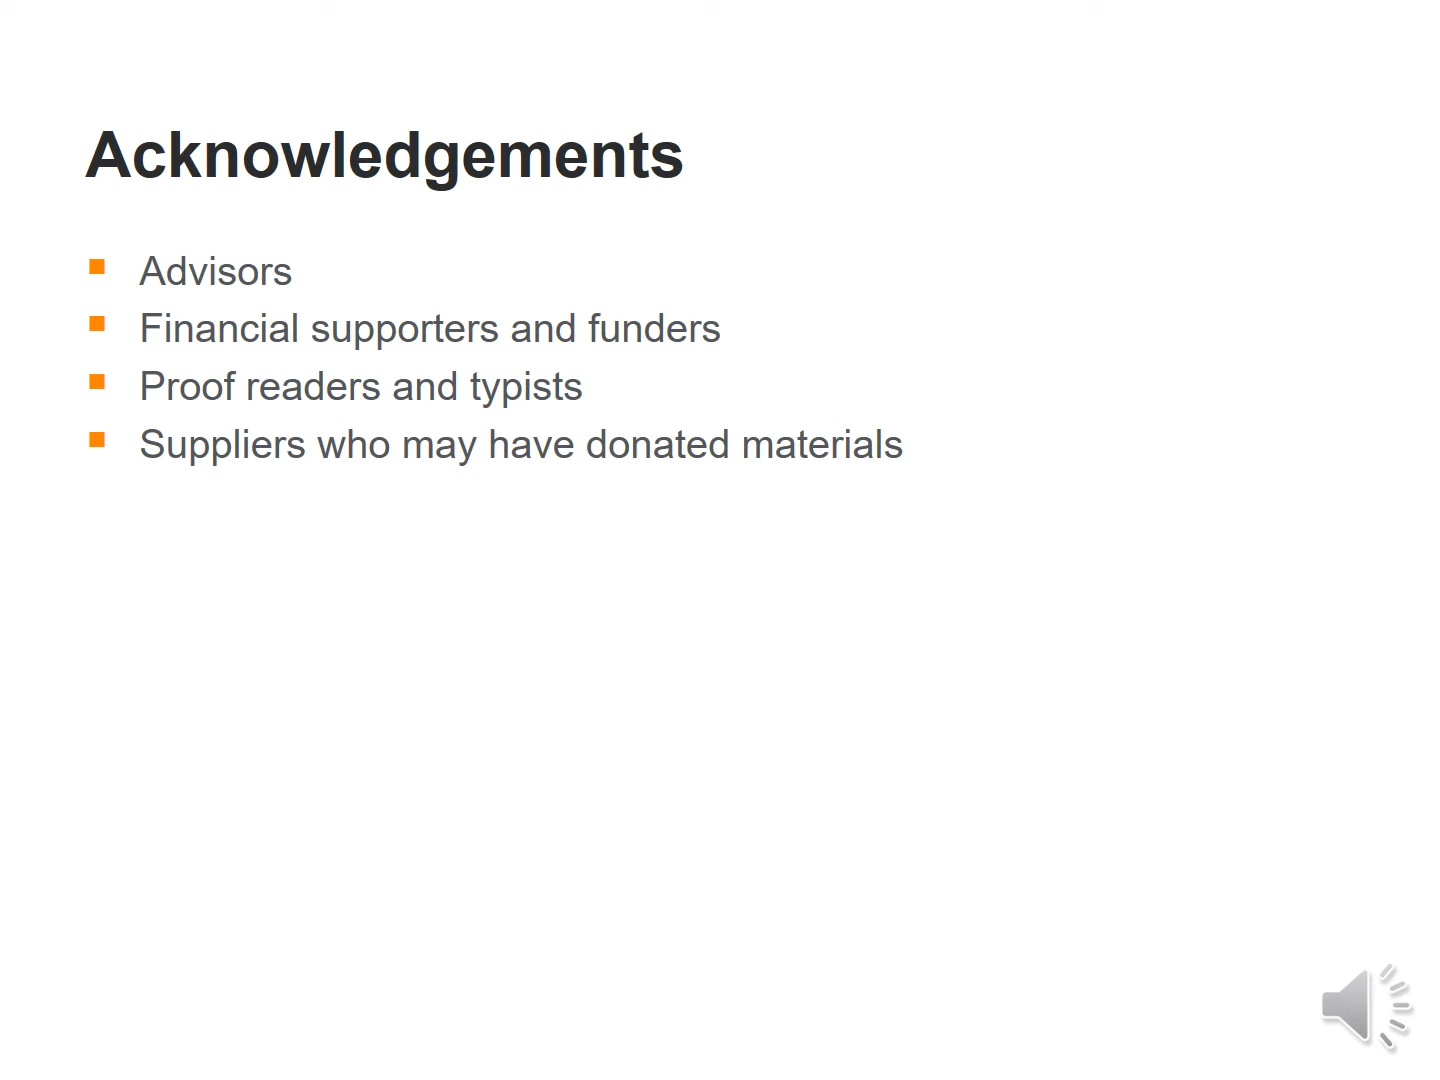 Acknowledgements
Advisors
Financial supporters and funders
Proof readers and typists
Suppliers who may have donated materials